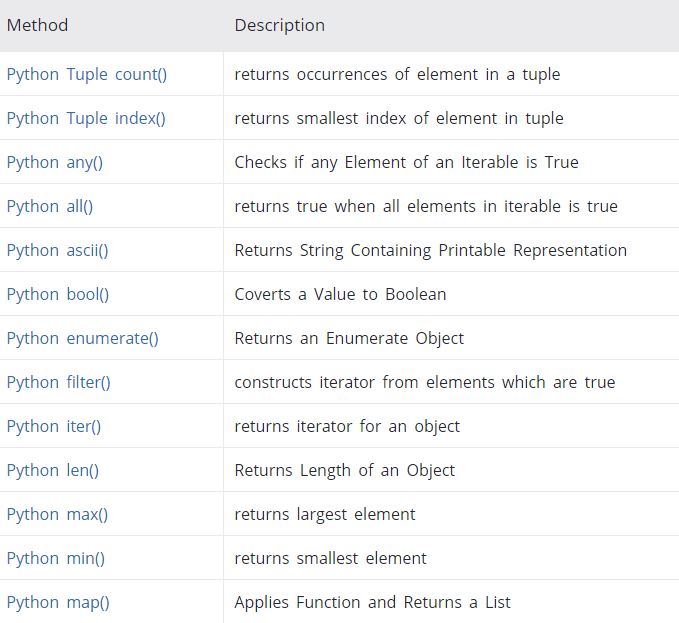 Method Description
Python Tuple count() returns occurrences of element in a tuple
Python Tuple index() returns smallest index of element in tuple
Python any() Checks if any Element of an Iterable is True
Python all() returns true when all elements in iterable is true
Python ascii() Returns String Containing Printable Representation
Python bool() Coverts a Value to Boolean
Python enumerate() Returns an Enumerate Object
Python filter() constructs iterator from elements which are true
Python iter() returns iterator for an object
Python len() Returns Length of an Object
Python max() returns largest element
Python min() returns smallest element
Python map() Applies Function and Returns a List